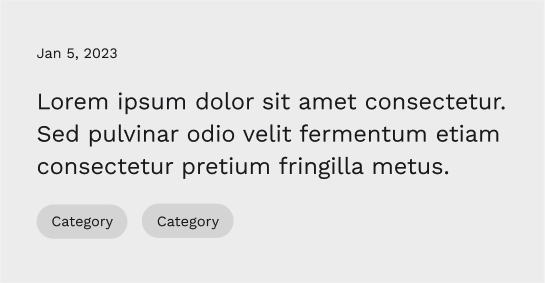 Jan 5, 2023
Lorem ipsum dolor sit amet consectetur.
Sed pulvinar odio velit fermentum etiam
consectetur pretium fringilla metus.
Category Category